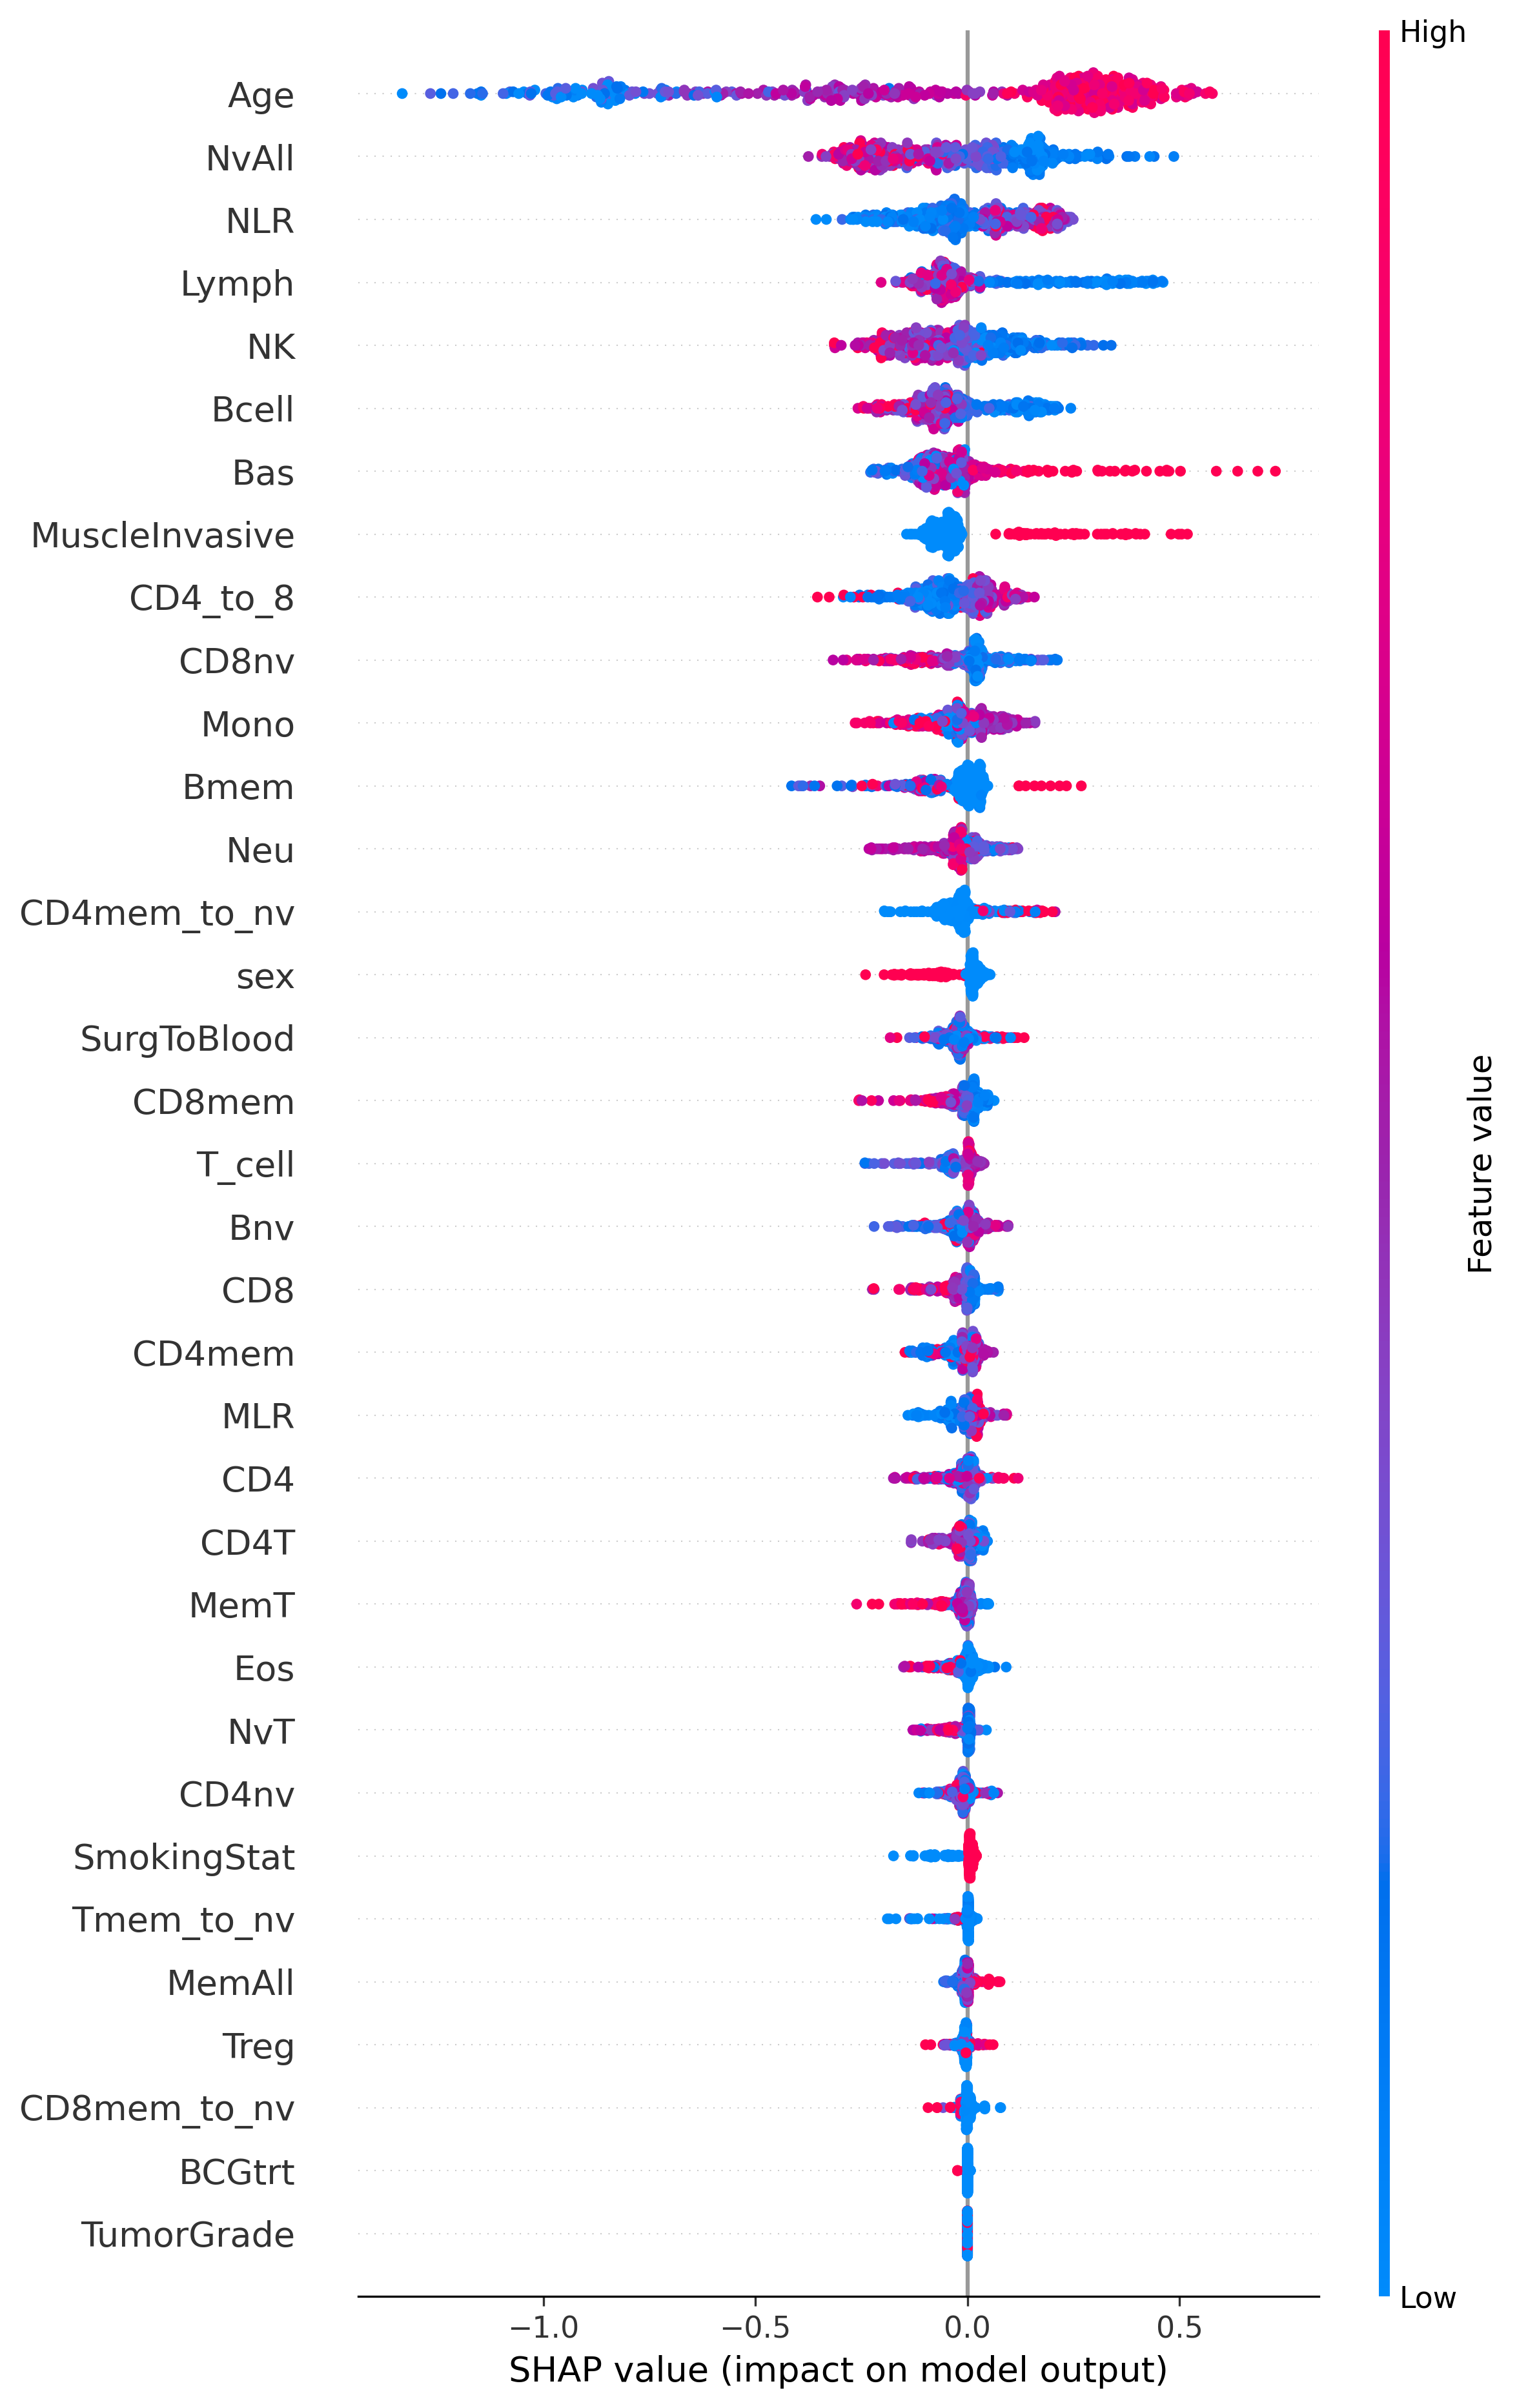 High
Age
NvAll
NLR
Lymph
NK
Bcell
Bas
MuscleInvasive
CD4_to_8
CD8nv
Mono
Bmem
Neu
CD4mem_to_nv
sex
SurgToBlood
CD8mem
T_cell
Bnv
CD8
CD4mem
MLR
CD4
CD4T
MemT
Eos
NvT
CD4nv
SmokingStat
Tmem_to_nv
MemAll
Treg
CD8mem_to_nv
BCGtrt
TumorGrade
Feature value
Low
−1.0 −0.5 0.0 0.5
SHAP value (impact on model output)